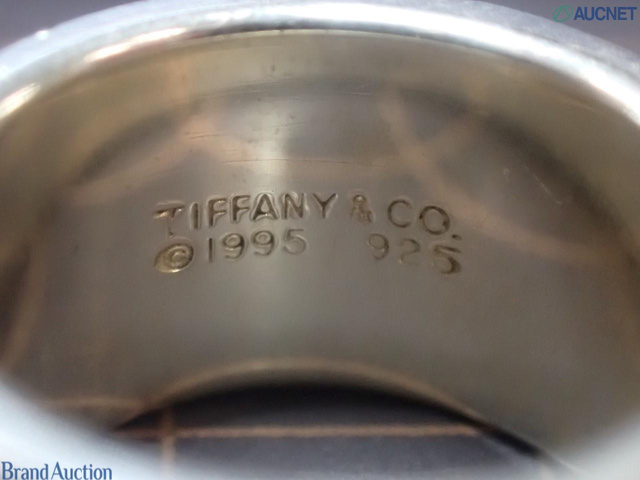 AUCNET
TIFFANY & CO.
©1995 925
Brand Auction